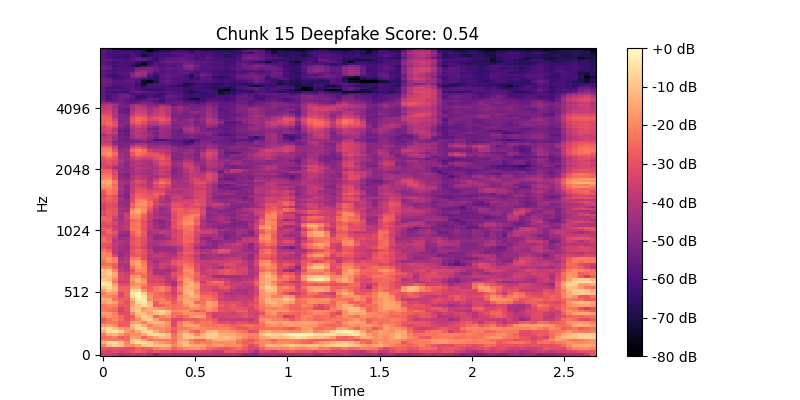 Chunk 15 Deepfake Score: 0.54
Hz
4096
2048
1024
512
0
0
0.5
1
1.5
2
2.5
Time
+0 dB
-10 dB
-20 dB
-30 dB
-40 dB
-50 dB
-60 dB
-70 dB
-80 dB